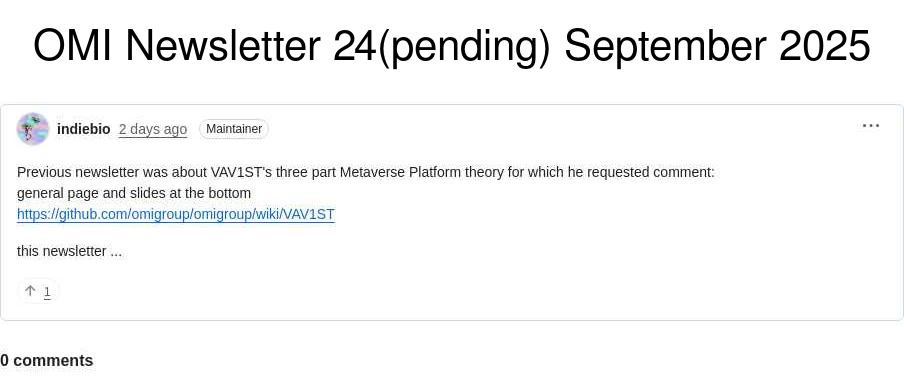 OMI Newsletter 24(pending) September 2025
indiebio 2 days ago Maintainer
Previous newsletter was about VAV1ST's three part Metaverse Platform theory for which he requested comment:
general page and slides at the bottom
https://github.com/omigroup/omigroup/wiki/VAV1ST
this newsletter ...
1
0 comments